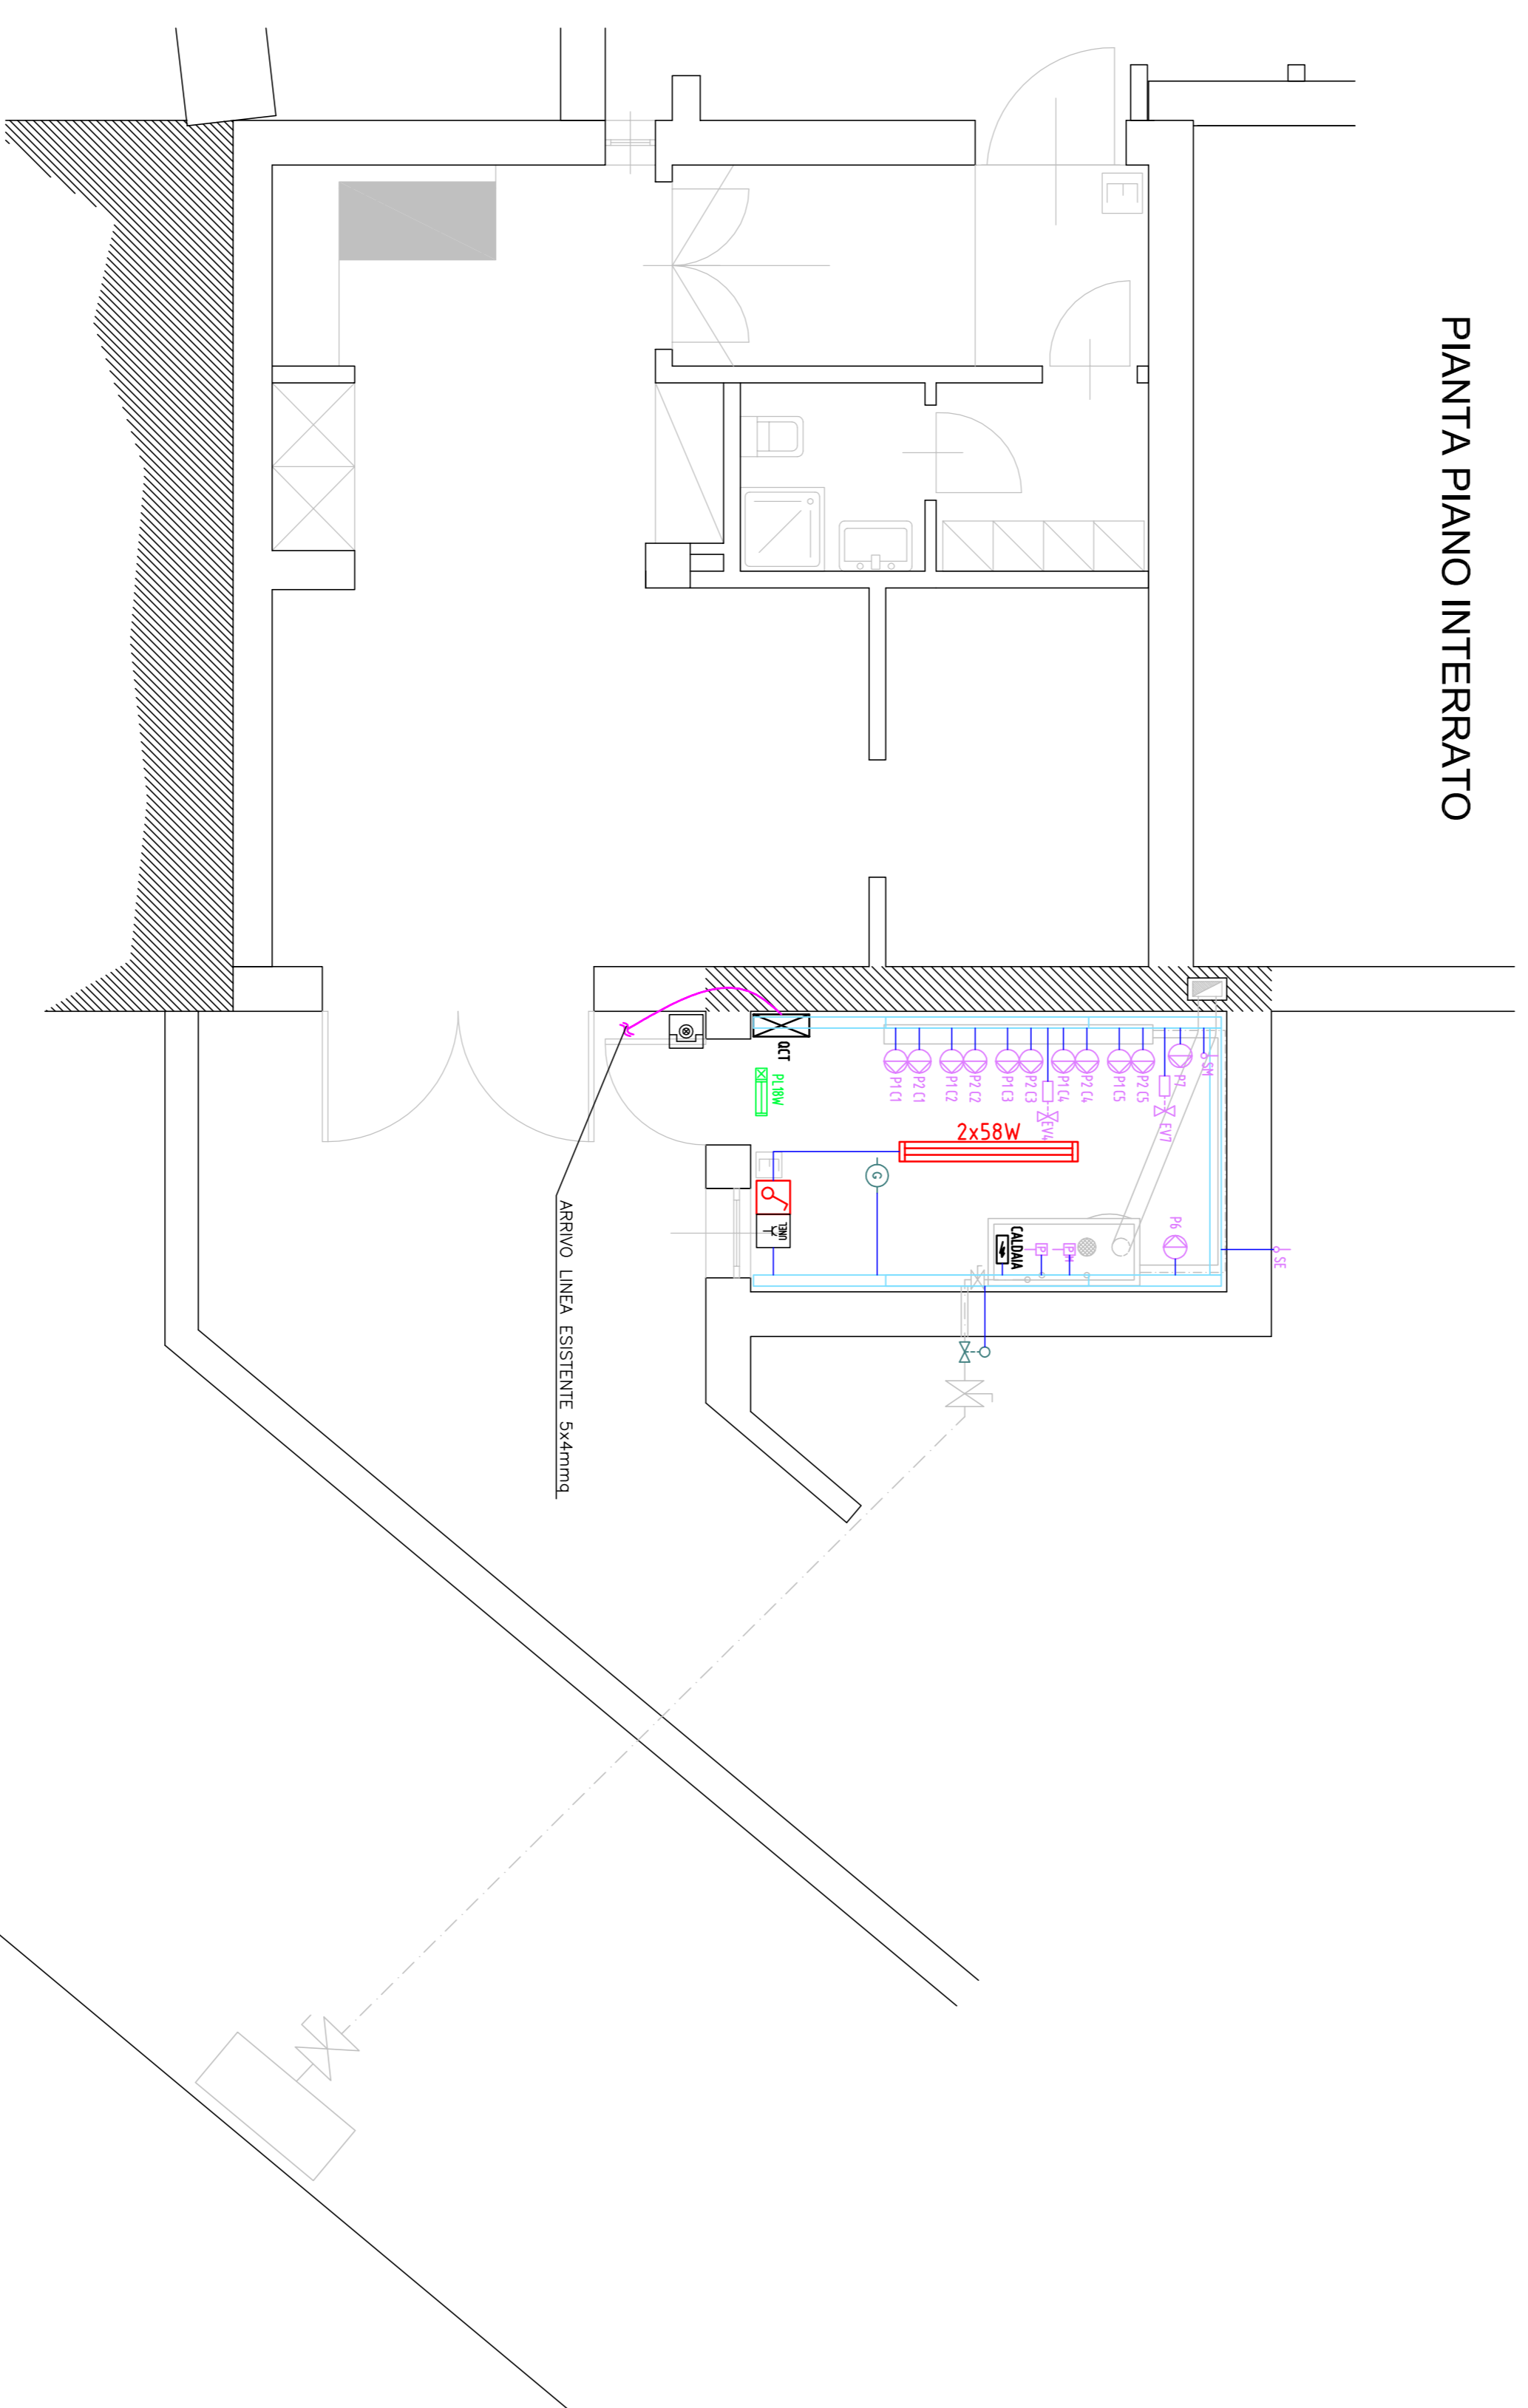 PIANTA PIANO INTERRATO
E
QCT
PL18W
P1 C1
P2 C1
P1 C2
P2 C2
P1 C3
P2 C3
EV4
P1 C4
P2 C4
P1 C5
P2 C5
EV7
P7
SM
2x58W
G
E
UNEL
CALDAIA
P6
SE
ARRIVO LINEA ESISTENTE 5x4mmq